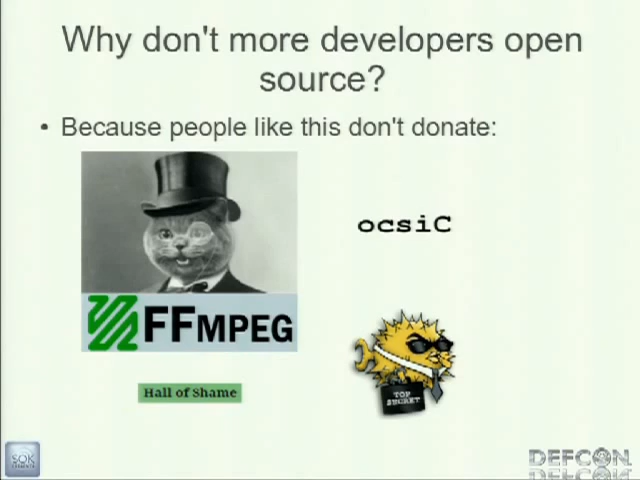 Why don't more developers open
source?
• Because people like this don't donate:
ocsiC
FFMPEG
Hall of Shame
TOP
SECRET
SOK
DEFCON